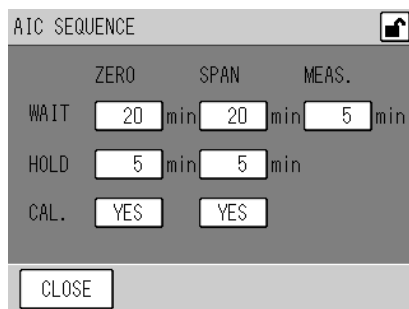 AIC SEQUENCE
ZERO SPAN MEAS.
WAIT 20 min 20 min 5 min
HOLD 5 min 5 min
CAL. YES YES
CLOSE